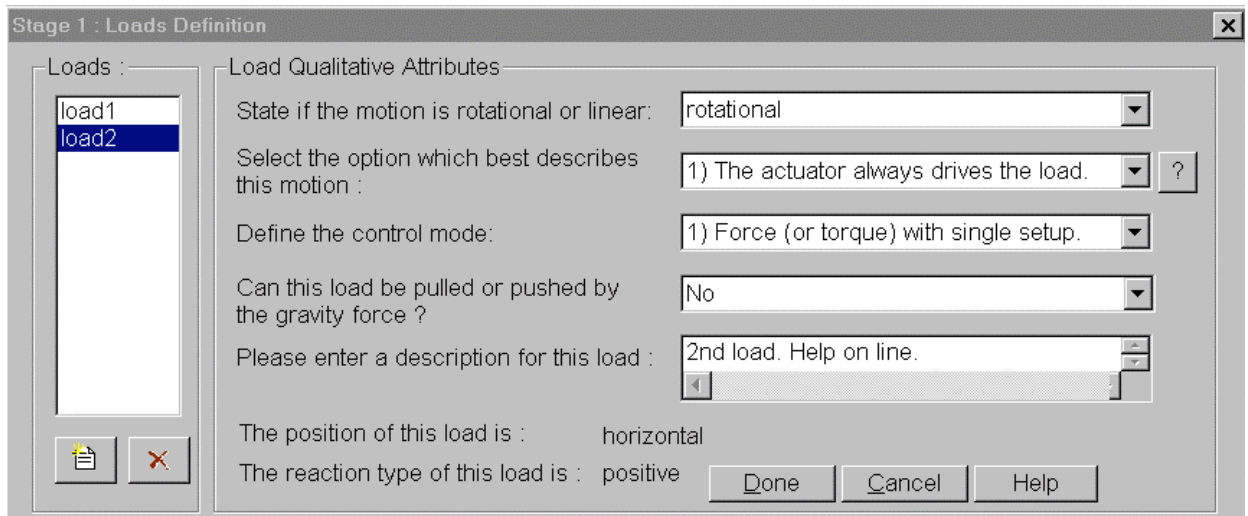 Stage 1 : Loads Definition
Loads :
load1
load2
Load Qualitative Attributes
State if the motion is rotational or linear:
rotational
Select the option which best describes
this motion :
1) The actuator always drives the load.
?
Define the control mode:
1) Force (or torque) with single setup.
Can this load be pulled or pushed by
the gravity force ?
No
Please enter a description for this load :
2nd load. Help on line.
The position of this load is :
horizontal
The reaction type of this load is :
positive
Done
Cancel
Help